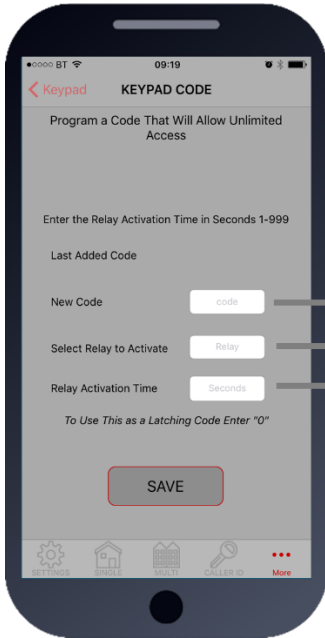 BT 09:19
Keypad KEYPAD CODE
Program a Code That Will Allow Unlimited
Access
Enter the Relay Activation Time in Seconds 1-999
Last Added Code
New Code code
Select Relay to Activate Relay
Relay Activation Time Seconds
To Use This as a Latching Code Enter "0"
SAVE
SETTINGS SINGLE MULTI CALLER ID More